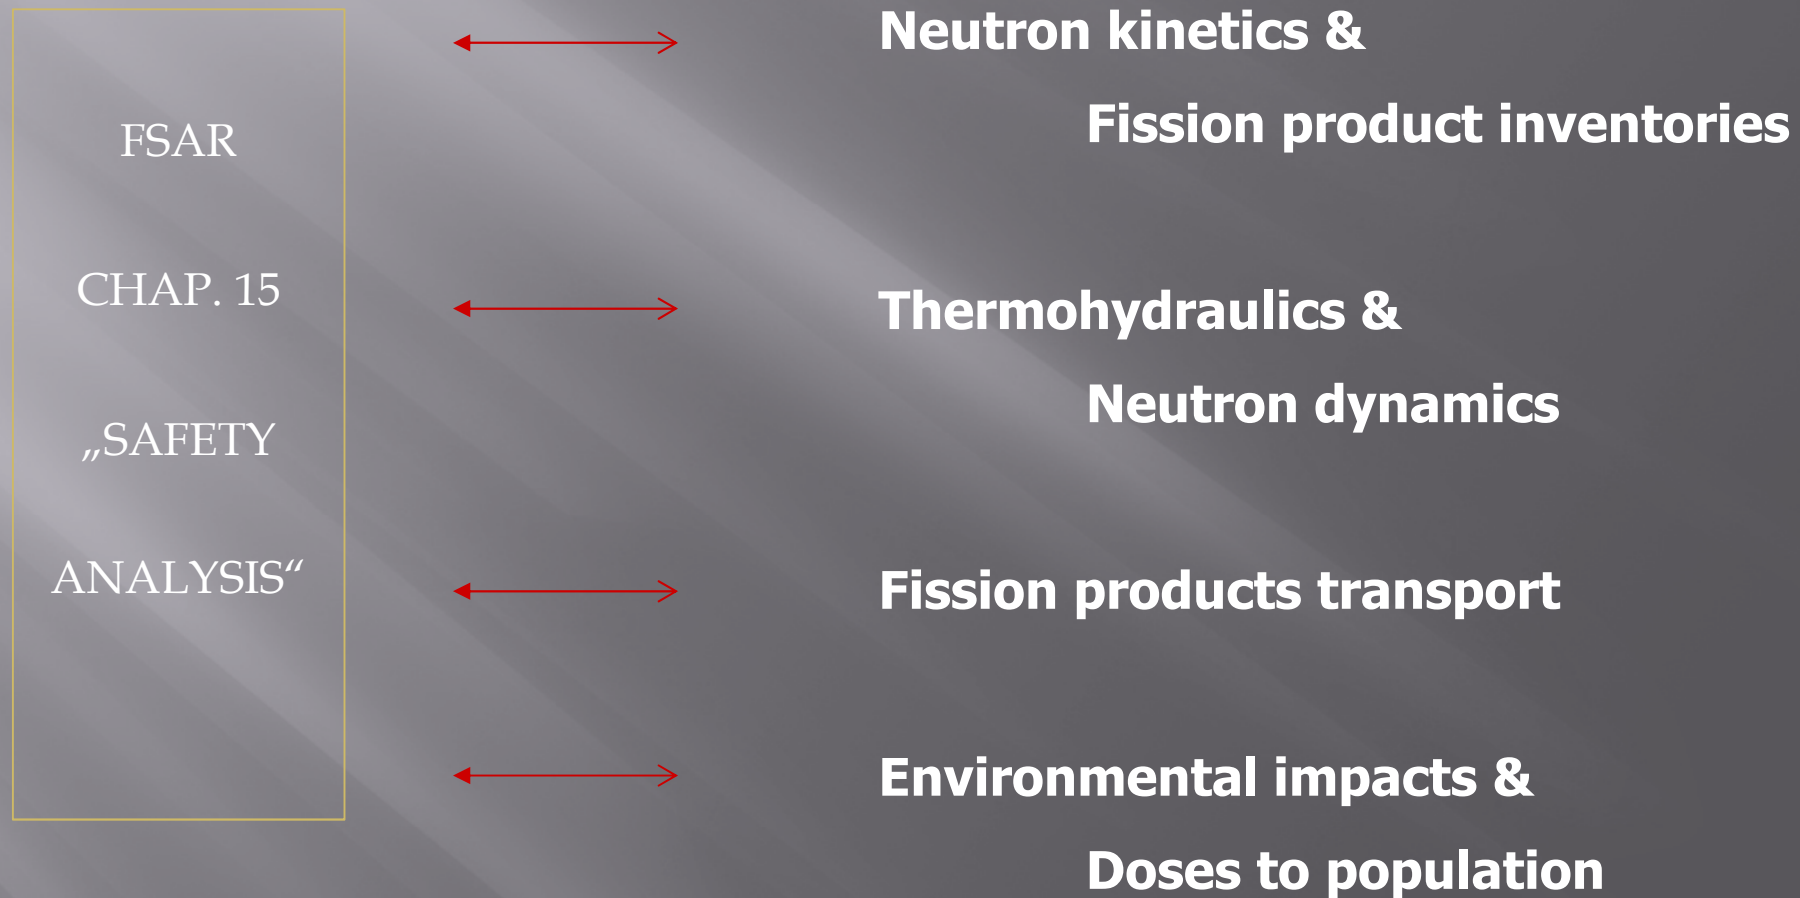 FSAR
CHAP. 15
„SAFETY
ANALYSIS“
Neutron kinetics &
Fission product inventories
Thermohydraulics &
Neutron dynamics
Fission products transport
Environmental impacts &
Doses to population